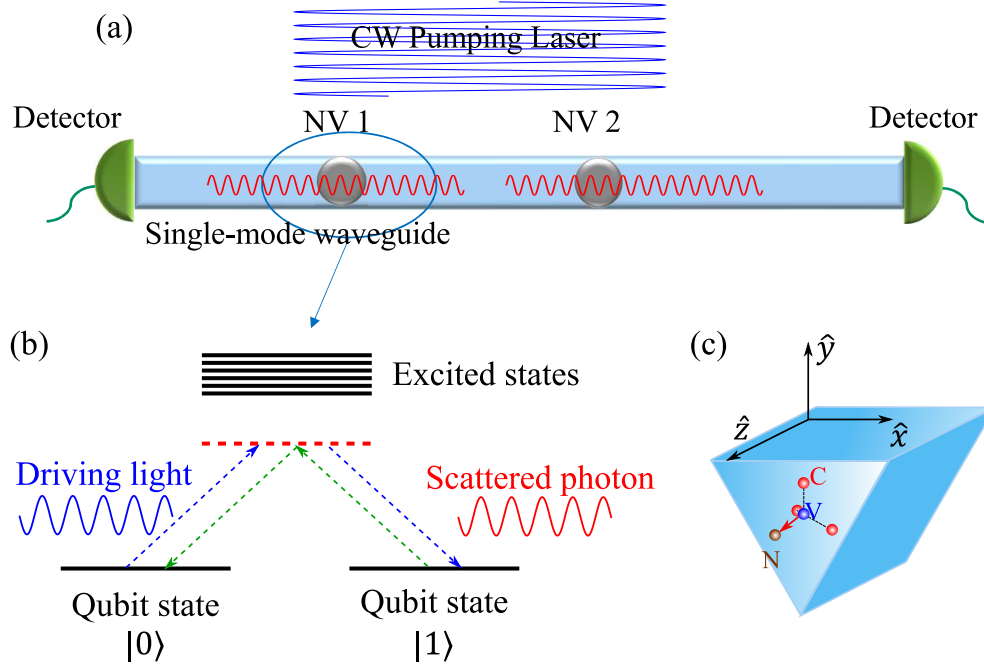 (a)
CW Pumping Laser
Detector
NV 1
NV 2
Detector
Single-mode waveguide
(b)
Excited states
Driving light
Scattered photon
Qubit state
|0⟩
Qubit state
|1⟩
(c)
ŷ
x̂
ẑ
C
V
N